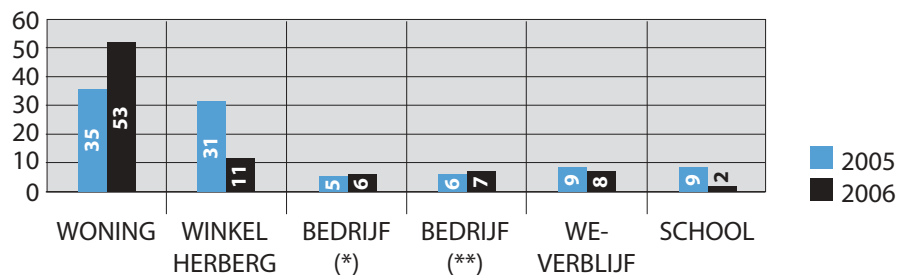 60
50
40
30
20
10
0
35
53
31
11
5
6
6
7
9
8
9
2
2005
2006
WONING
WINKEL
HERBERG
BEDRIJF
(*)
BEDRIJF
(**)
WE-
VERBLIJF
SCHOOL